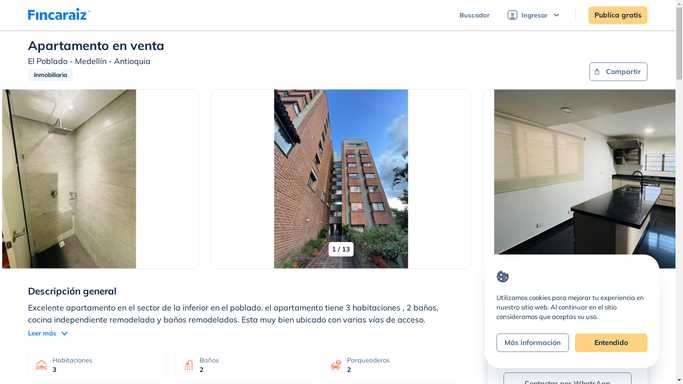 Fincaraiz
Buscador
Ingresar
Publica gratis
Apartamento en venta
El Poblado - Medellín - Antioquia
Inmobiliaria
Compartir
1 / 13
Descripción general
Excelente apartamento en el sector de la inferior en el poblado. el apartamento tiene 3 habitaciones , 2 baños,
cocina independiente remodelada y baños remodelados. Esta muy bien ubicado con varias vías de acceso.
Leer más
Habitaciones
3
Baños
2
Parqueaderos
2
Utilizamos cookies para mejorar tu experiencia en
nuestro sitio web. Al continuar en el sitio
consideramos que aceptas su uso.
Más información
Entendido
Contactar por WhatsApp